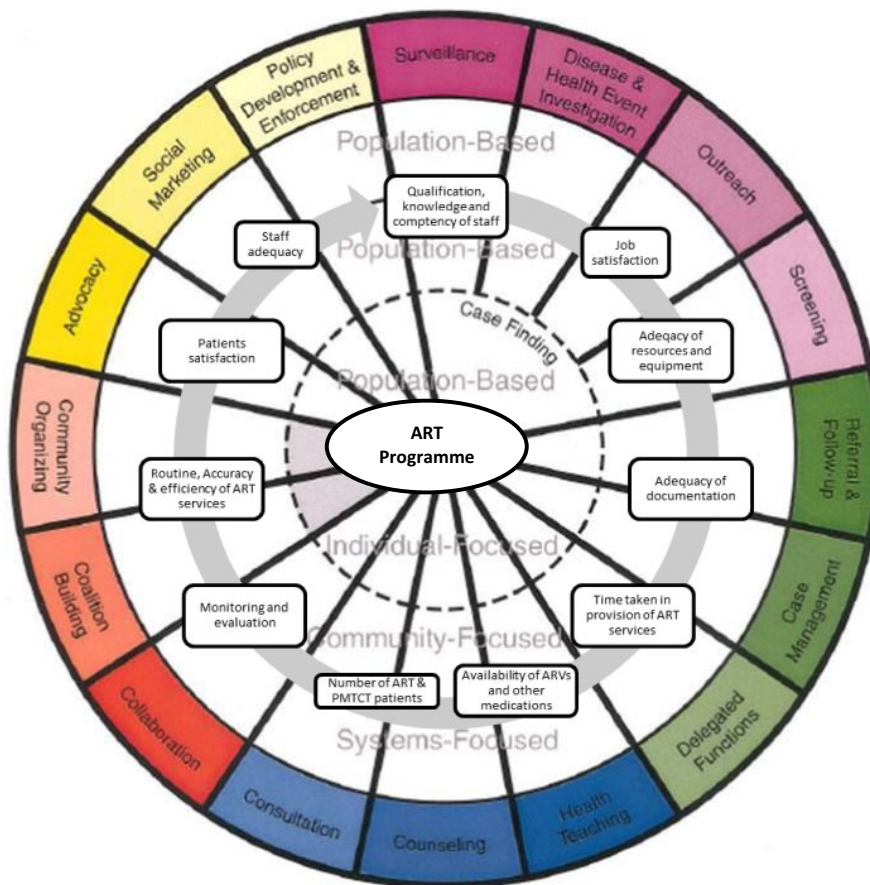 Surveillance
Disease &
Health Event
Investigation
Outreach
Screening
Referral &
Follow-up
Case
Management
Delegated
Functions
Health
Teaching
Counseling
Consultation
Collaboration
Coalition
Building
Community
Organizing
Advocacy
Social
Marketing
Policy
Development &
Enforcement
Population-Based
Qualification,
knowledge and
comptency of staff
Staff
adequacy
Population-Based
Job
satisfaction
Case Finding
Patients
satisfaction
Adeqacy of
resources and
equipment
Population-Based
ART
Programme
Routine, Accuracy
& efficiency of ART
services
Adequacy of
documentation
Individual-Focused
Monitoring and
evaluation
Time taken in
provision of ART
services
Community-Focused
Number of ART &
PMTCT patients
Availability of ARVs
and other
medications
Systems-Focused